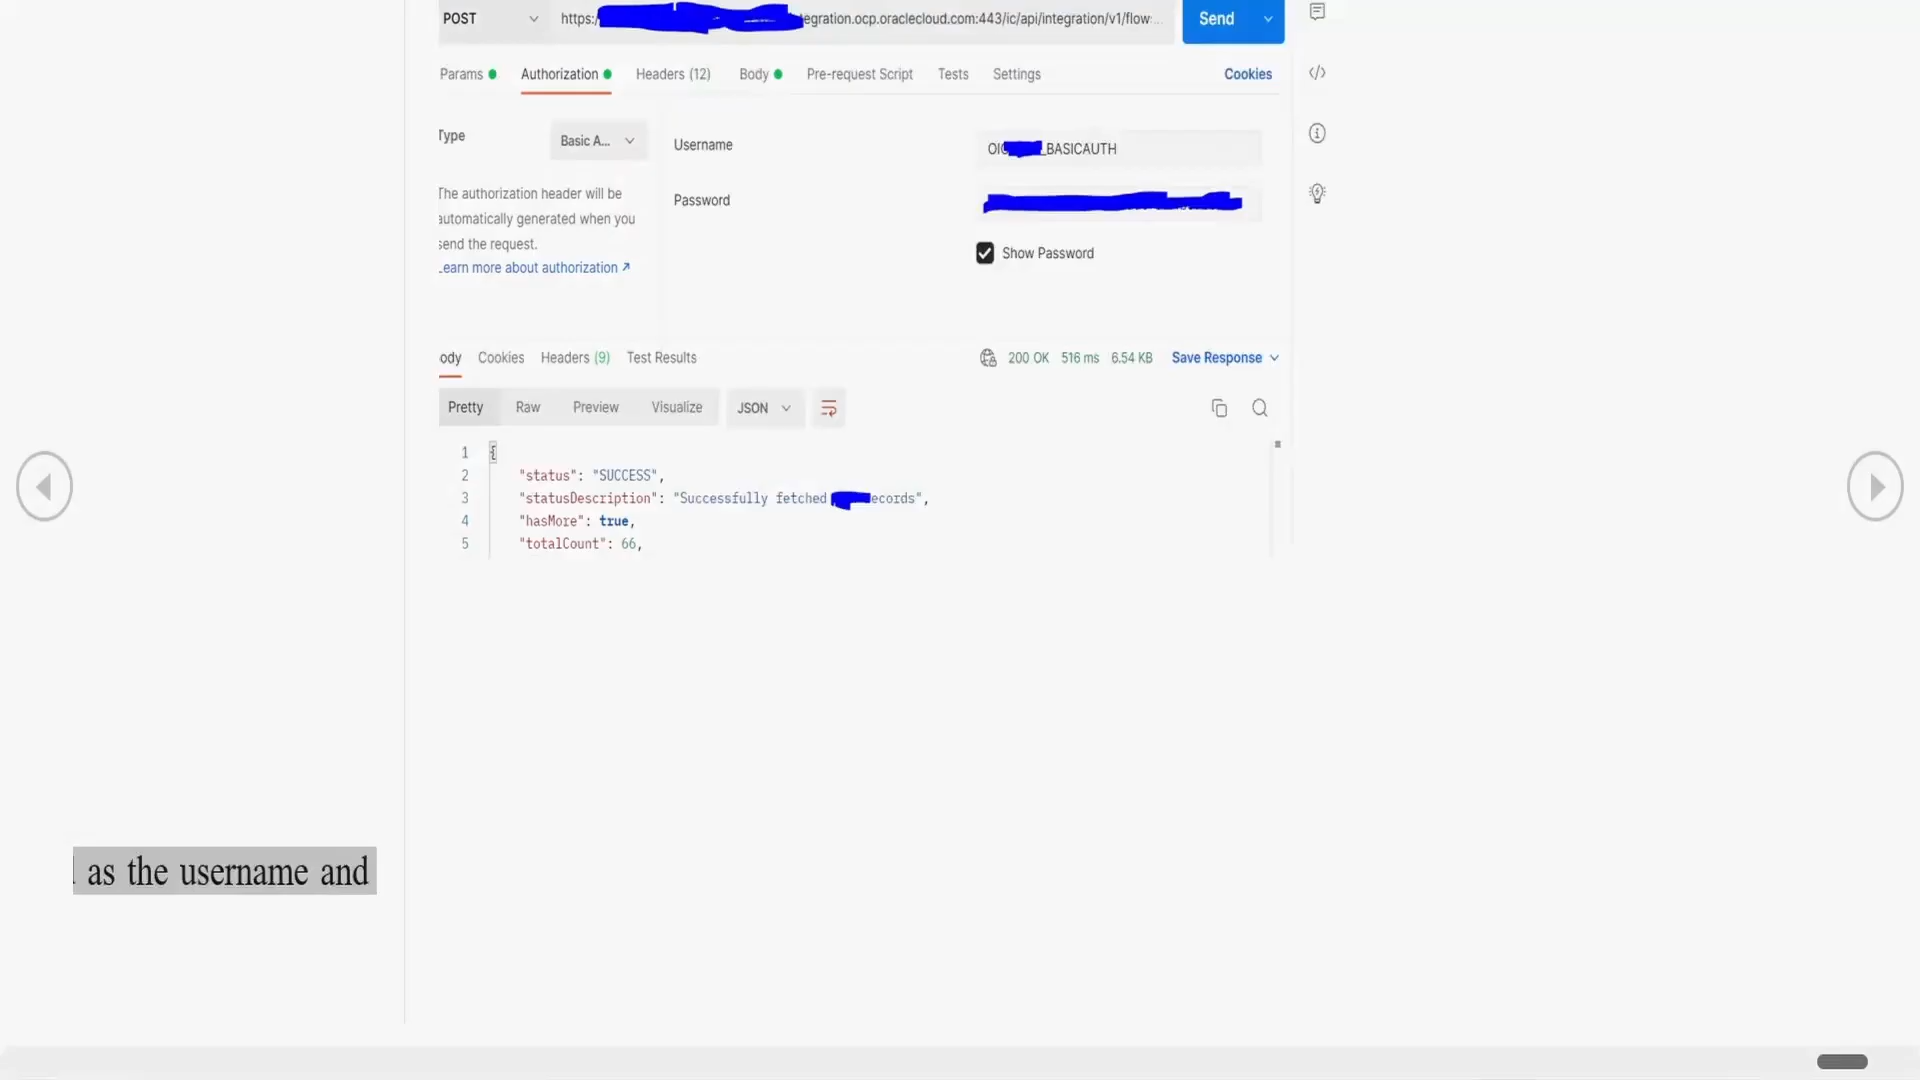 POST https:/ tegration.ocp.oraclecloud.com:443/ic/api/integration/v1/flow ... Send
Params Authorization Headers (12) Body Pre-request Script Tests Settings Cookies
Type Basic A... Username OIC _BASICAUTH
The authorization header will be
automatically generated when you
send the request.
Learn more about authorization ↗
Password
Show Password
ody Cookies Headers (9) Test Results 200 OK 516 ms 6.54 KB Save Response
Pretty Raw Preview Visualize JSON
1 {
2 "status": "SUCCESS",
3 "statusDescription": "Successfully fetched ecords",
4 "hasMore": true,
5 "totalCount": 66,
as the username and